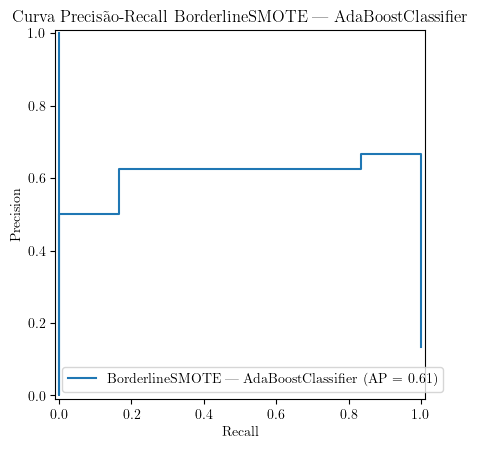 Curva Precisão-Recall BorderlineSMOTE — AdaBoostClassifier
1.0
0.8
0.6
0.4
0.2
0.0
Precision
BorderlineSMOTE — AdaBoostClassifier (AP = 0.61)
0.0 0.2 0.4 0.6 0.8 1.0
Recall